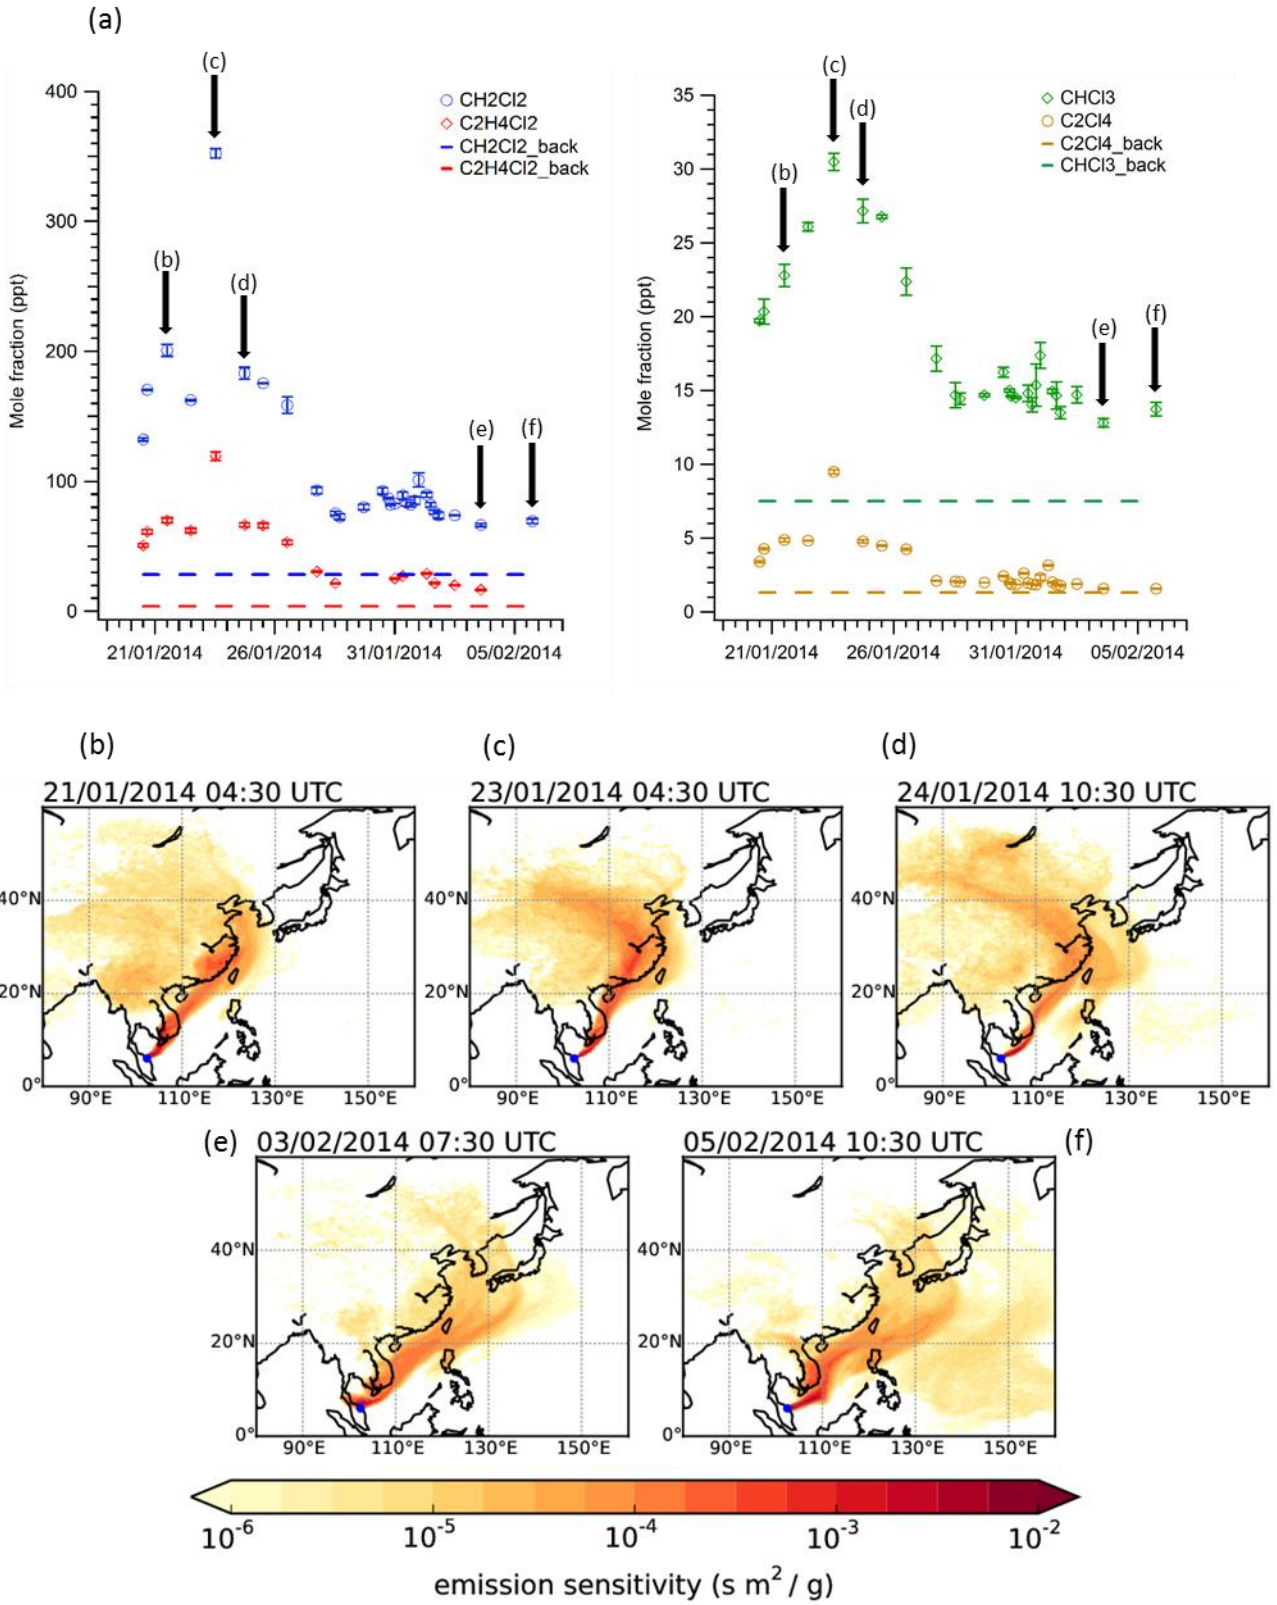 (a)
(c)
(b)
(d)
(e)
(f)
400
300
200
100
0
Mole fraction (ppt)
CH2Cl2
C2H4Cl2
CH2Cl2_back
C2H4Cl2_back
21/01/2014
26/01/2014
31/01/2014
05/02/2014
(c)
(d)
(b)
(e)
(f)
35
30
25
20
15
10
5
0
Mole fraction (ppt)
CHCl3
C2Cl4
C2Cl4_back
CHCl3_back
21/01/2014
26/01/2014
31/01/2014
05/02/2014
(b)
21/01/2014 04:30 UTC
40°N
20°N
0°
90°E 110°E 130°E 150°E
(c)
23/01/2014 04:30 UTC
40°N
20°N
0°
90°E 110°E 130°E 150°E
(d)
24/01/2014 10:30 UTC
40°N
20°N
0°
90°E 110°E 130°E 150°E
(e)
03/02/2014 07:30 UTC
40°N
20°N
0°
90°E 110°E 130°E 150°E
05/02/2014 10:30 UTC
(f)
40°N
20°N
0°
90°E 110°E 130°E 150°E
10⁻⁶ 10⁻⁵ 10⁻⁴ 10⁻³ 10⁻²
emission sensitivity (s m² / g)